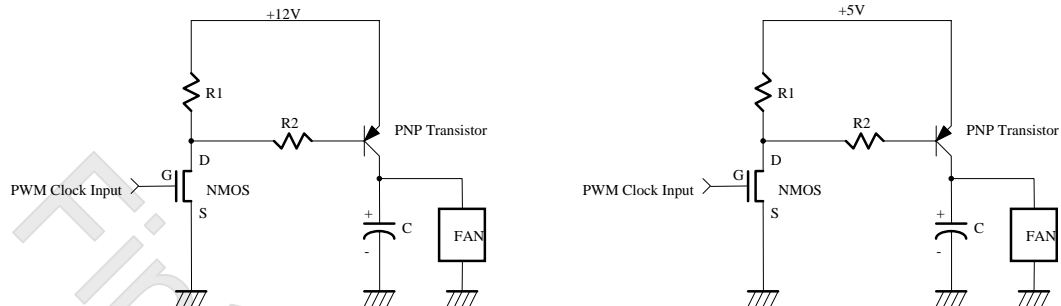 +12V
R1
R2
PNP Transistor
D
G
PWM Clock Input
NMOS
S
+
C
-
FAN
+5V
R1
R2
PNP Transistor
D
G
PWM Clock Input
NMOS
S
+
C
-
FAN
Fin